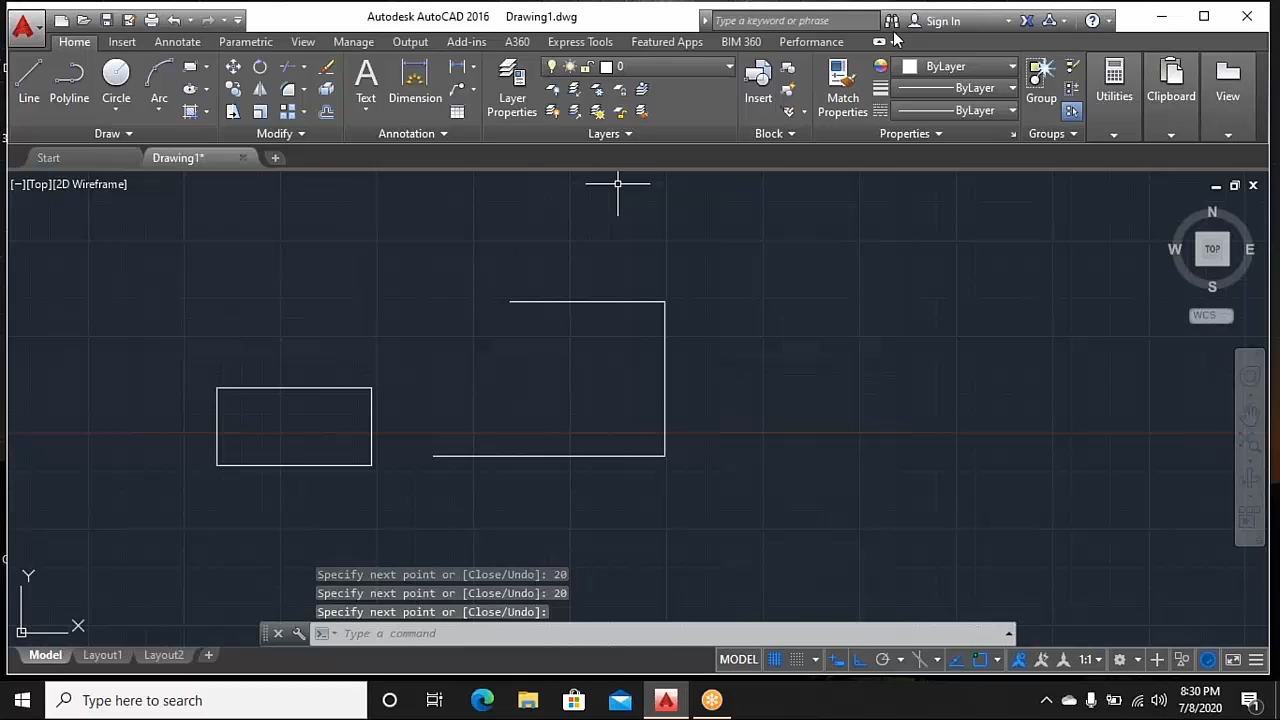 Autodesk AutoCAD 2016 Drawing1.dwg
Type a keyword or phrase
Sign In
Home Insert Annotate Parametric View Manage Output Add-ins A360 Express Tools Featured Apps BIM 360 Performance
0
ByLayer
ByLayer
ByLayer
Line Polyline Circle Arc
Text Dimension
Layer Properties
Insert
Match Properties
Group
Utilities Clipboard View
Draw Modify Annotation Layers Block Properties Groups
Start Drawing1*
[−][Top][2D Wireframe]
N
W TOP E
S
WCS
Y
X
Specify next point or [Close/Undo]: 20
Specify next point or [Close/Undo]: 20
Specify next point or [Close/Undo]:
Type a command
Model Layout1 Layout2
MODEL 1:1
Type here to search
8:30 PM
7/8/2020
1